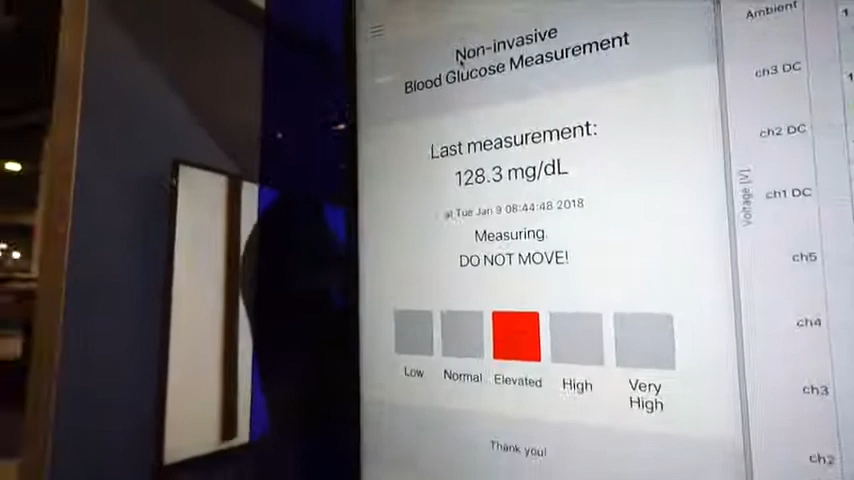 Non-invasive
Blood Glucose Measurement
Last measurement:
128.3 mg/dL
at Tue Jan 9 08:44:48 2018
Measuring.
DO NOT MOVE!
Low
Normal
Elevated
High
Very
High
Thank you!
Voltage [V]
Ambient
ch3 DC
ch2 DC
ch1 DC
ch5
ch4
ch3
ch2
1
1